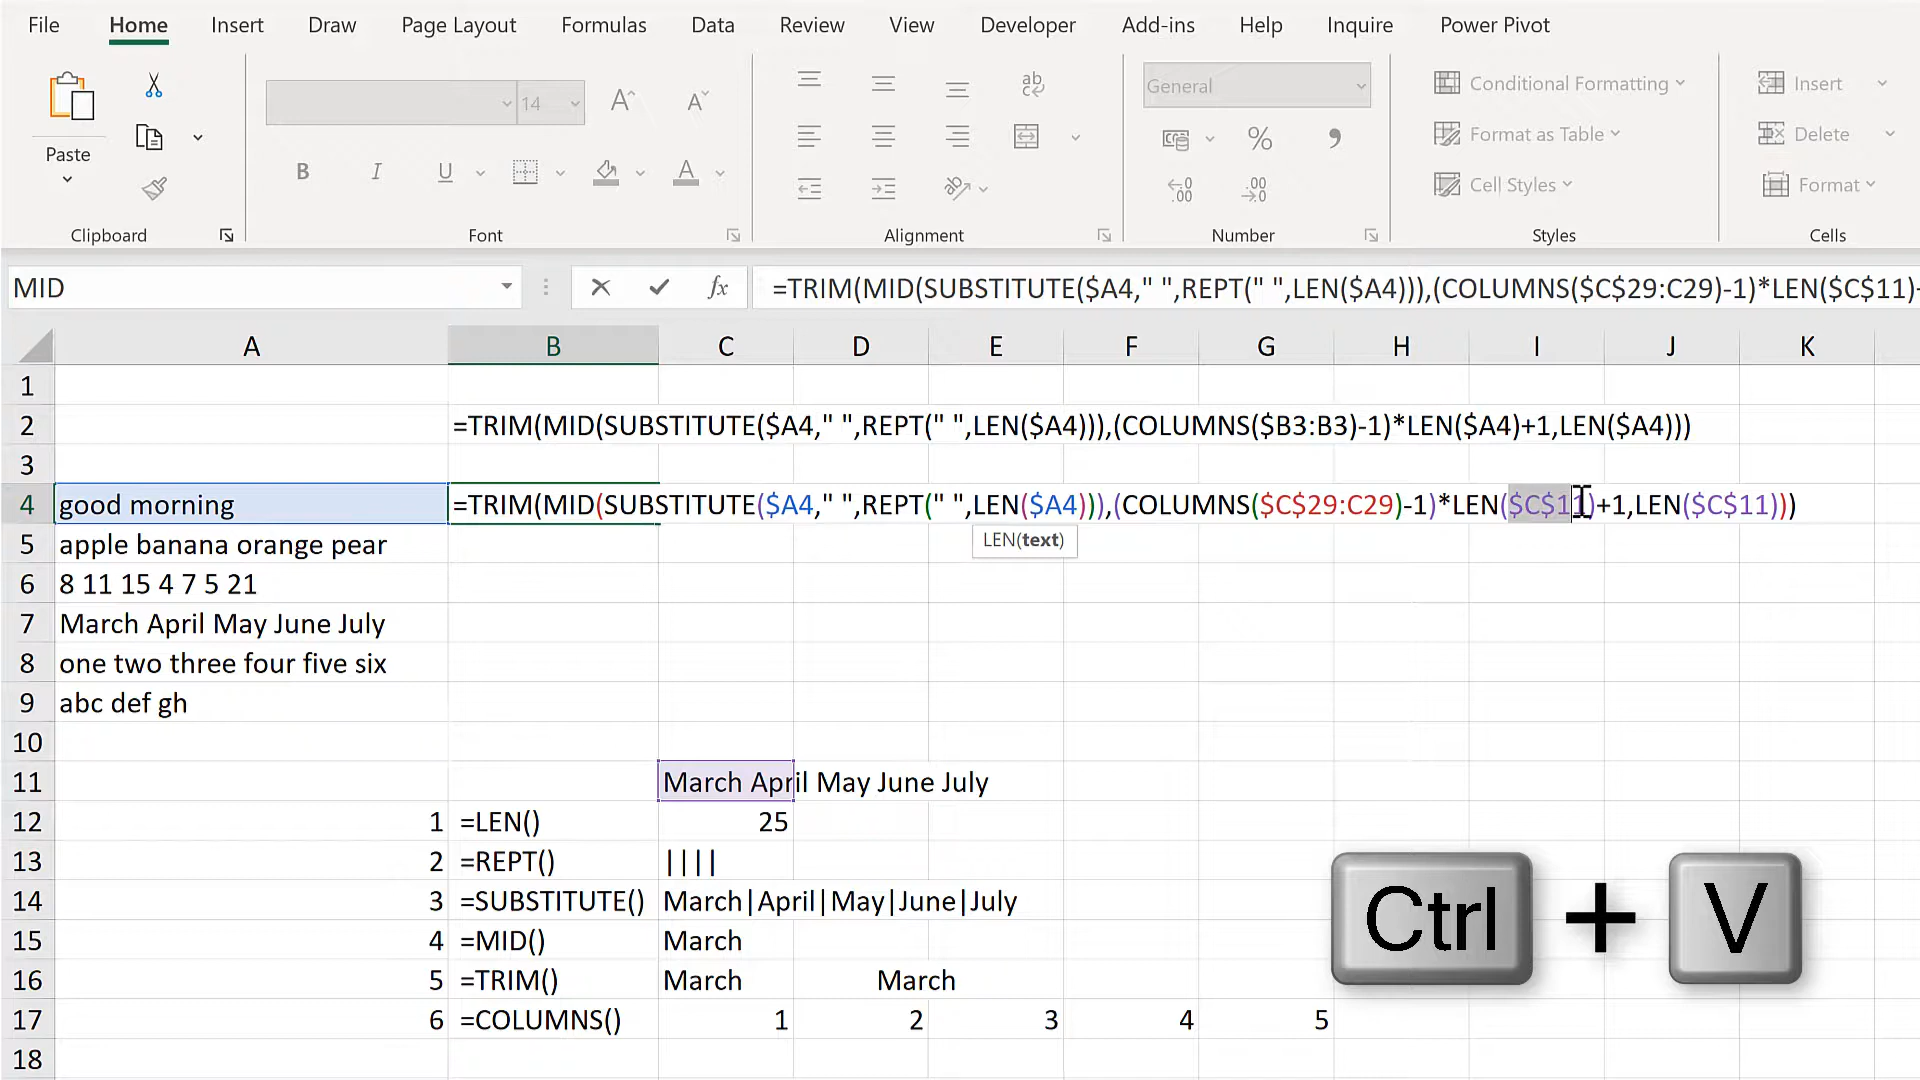 File Home Insert Draw Page Layout Formulas Data Review View Developer Add-ins Help Inquire Power Pivot
Paste
14
General
Conditional Formatting
Format as Table
Cell Styles
Insert
Delete
Format
Clipboard Font Alignment Number Styles Cells
MID fx =TRIM(MID(SUBSTITUTE($A4," ",REPT(" ",LEN($A4))),(COLUMNS($C$29:C29)-1)*LEN($C$11)
A B C D E F G H I J K
1
2 =TRIM(MID(SUBSTITUTE($A4," ",REPT(" ",LEN($A4))),(COLUMNS($B3:B3)-1)*LEN($A4)+1,LEN($A4)))
3
4 good morning =TRIM(MID(SUBSTITUTE($A4," ",REPT(" ",LEN($A4))),(COLUMNS($C$29:C29)-1)*LEN($C$11)+1,LEN($C$11)))
LEN(text)
5 apple banana orange pear
6 8 11 15 4 7 5 21
7 March April May June July
8 one two three four five six
9 abc def gh
10
11 March April May June July
12 1 =LEN() 25
13 2 =REPT() ||||
14 3 =SUBSTITUTE() March|April|May|June|July
15 4 =MID() March
16 5 =TRIM() March March
17 6 =COLUMNS() 1 2 3 4 5
18
Ctrl + V